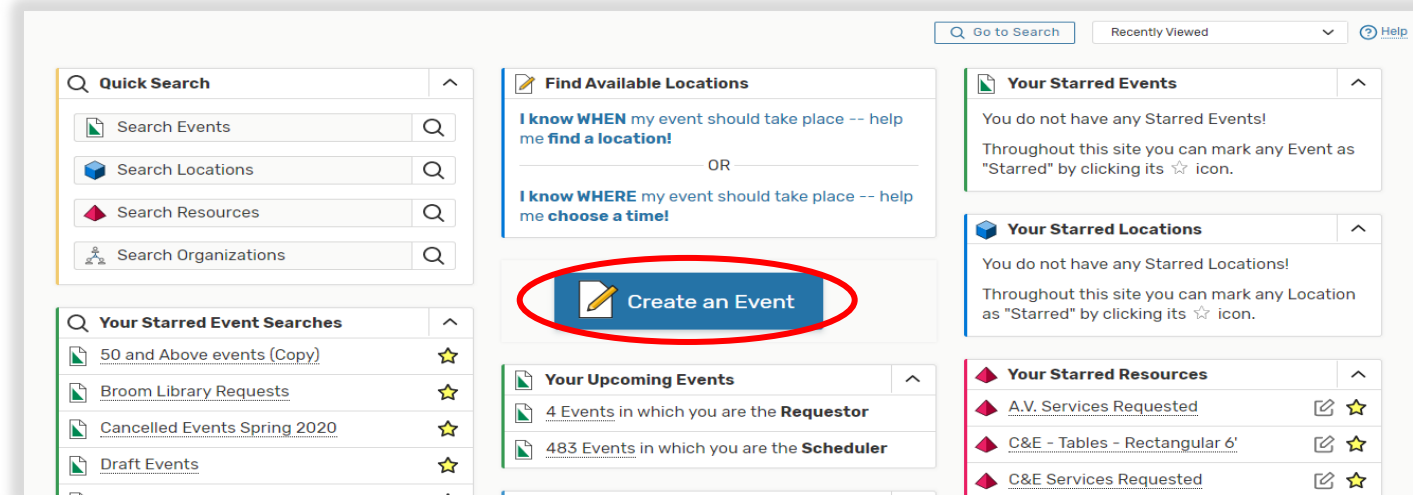 Go to Search
Recently Viewed
Help
Quick Search
Search Events
Search Locations
Search Resources
Search Organizations
Your Starred Event Searches
50 and Above events (Copy)
Broom Library Requests
Cancelled Events Spring 2020
Draft Events
Find Available Locations
I know WHEN my event should take place -- help
me find a location!
OR
I know WHERE my event should take place -- help
me choose a time!
Create an Event
Your Upcoming Events
4 Events in which you are the Requestor
483 Events in which you are the Scheduler
Your Starred Events
You do not have any Starred Events!
Throughout this site you can mark any Event as
"Starred" by clicking its ☆ icon.
Your Starred Locations
You do not have any Starred Locations!
Throughout this site you can mark any Location
as "Starred" by clicking its ☆ icon.
Your Starred Resources
A.V. Services Requested
C&E - Tables - Rectangular 6'
C&E Services Requested